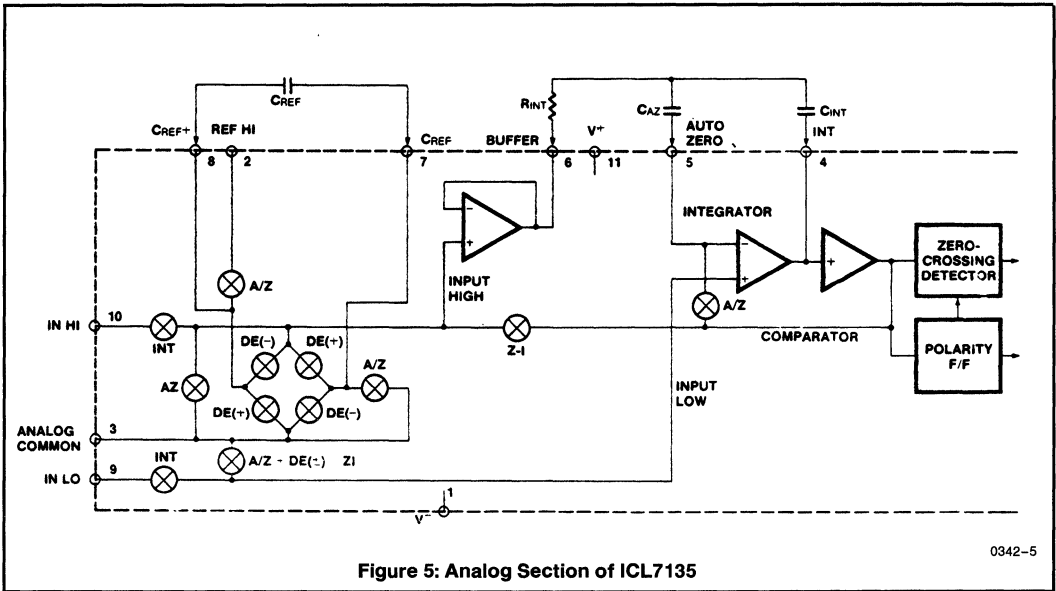 CREF
RINT
CAZ
CINT
CREF+
REF HI
CREF
BUFFER
V+
AUTO
ZERO
INT
8
2
7
6
11
5
4
INTEGRATOR
−
+
INPUT
HIGH
−
+
+
ZERO-
CROSSING
DETECTOR
A/Z
A/Z
IN HI
10
INT
DE(-)
DE(+)
A/Z
Z-I
COMPARATOR
POLARITY
F/F
AZ
DE(+)
DE(-)
INPUT
LOW
ANALOG
COMMON
3
INT
A/Z + DE(±) ZI
IN LO
9
1
V−
0342-5
Figure 5: Analog Section of ICL7135